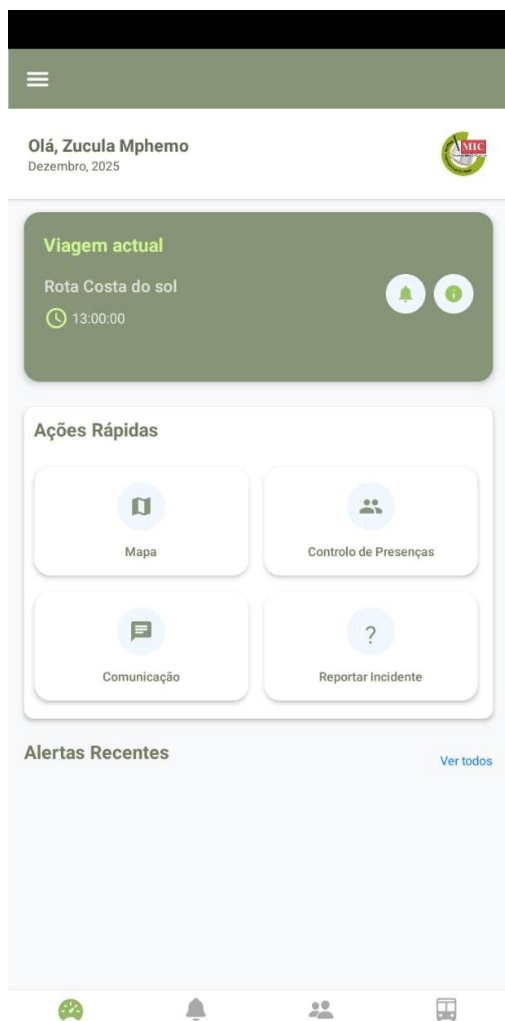 Olá, Zucula Mphemo
Dezembro, 2025
MIC
Viagem actual
Rota Costa do sol
13:00:00
Ações Rápidas
Mapa
Controlo de Presenças
Comunicação
?
Reportar Incidente
Alertas Recentes
Ver todos